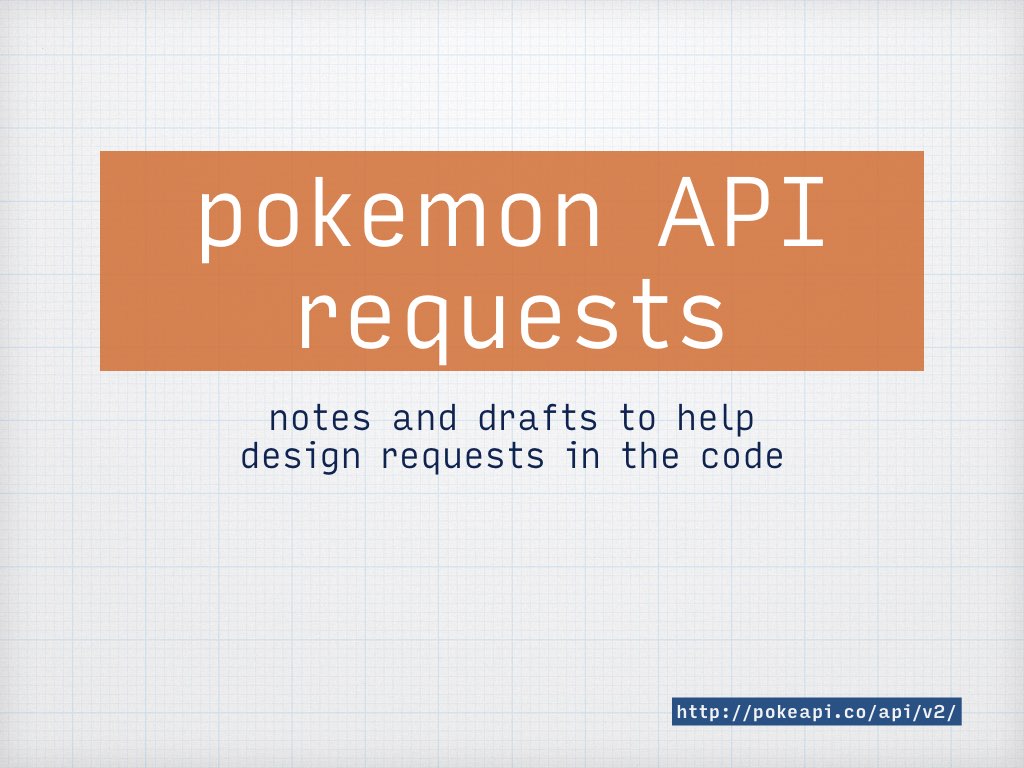 pokemon API
requests
notes and drafts to help
design requests in the code
http://pokeapi.co/api/v2/